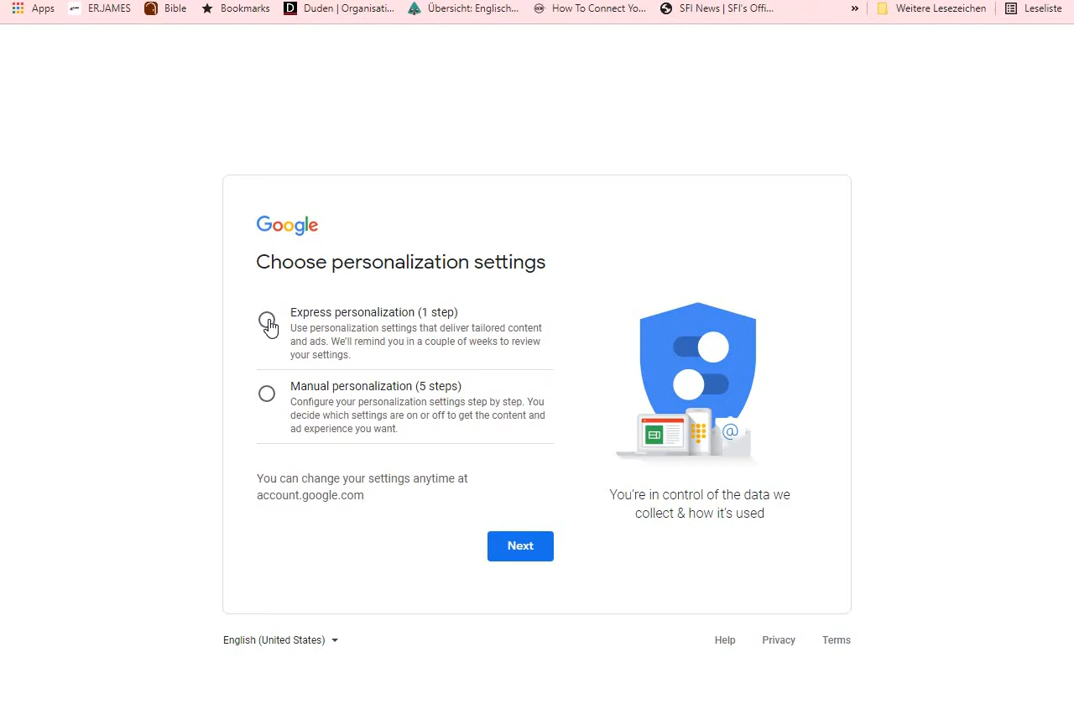 Apps ERJAMES Bible Bookmarks Duden | Organisati... Übersicht: Englisch... How To Connect Yo... SFI News | SFI's Offi... » Weitere Lesezeichen Leseliste
Google
Choose personalization settings
Express personalization (1 step)
Use personalization settings that deliver tailored content
and ads. We'll remind you in a couple of weeks to review
your settings.
Manual personalization (5 steps)
Configure your personalization settings step by step. You
decide which settings are on or off to get the content and
ad experience you want.
You can change your settings anytime at
account.google.com
Next
@
You're in control of the data we
collect & how it's used
English (United States)
Help Privacy Terms